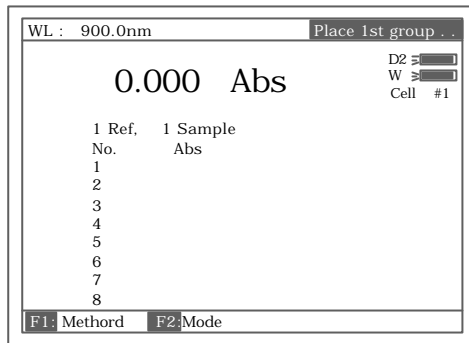 WL : 900.0nm Place 1st group . .
D2
0.000 Abs
W
Cell #1
1 Ref, 1 Sample
No. Abs
1
2
3
4
5
6
7
8
F1: Methord F2:Mode